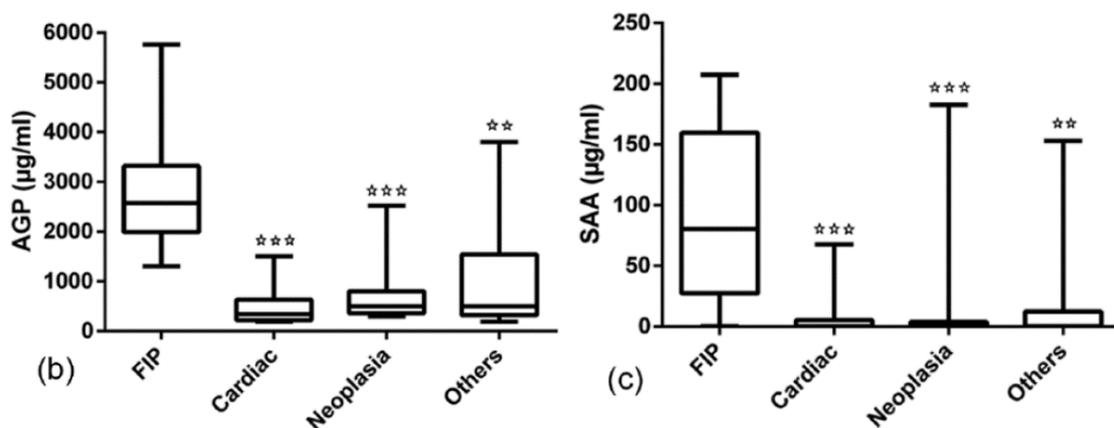 AGP (µg/ml)
6000
5000
4000
3000
2000
1000
0
☆☆☆
☆☆☆
☆☆
FIP
Cardiac
Neoplasia
Others
(b)
SAA (µg/ml)
250
200
150
100
50
0
☆☆☆
☆☆☆
☆☆
FIP
Cardiac
Neoplasia
Others
(c)